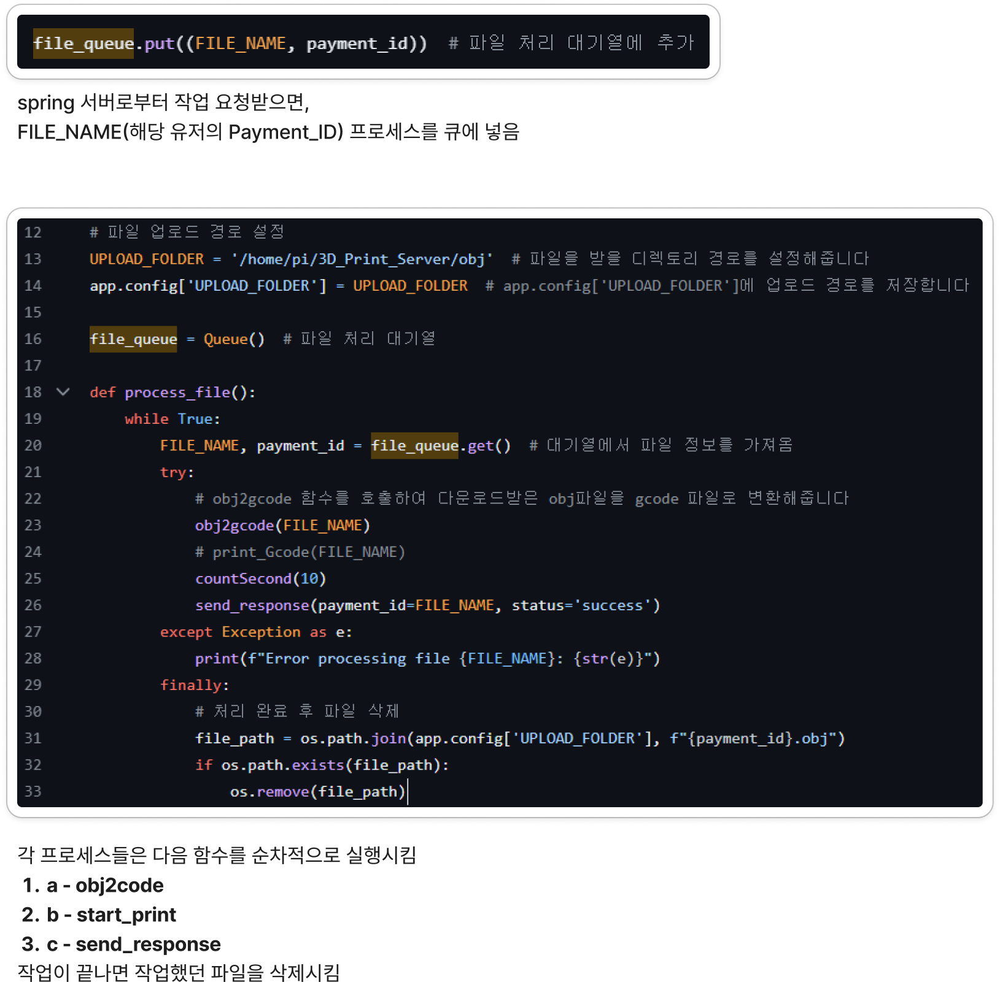 file_queue.put((FILE_NAME, payment_id))  # 파일 처리 대기열에 추가
spring 서버로부터 작업 요청받으면,
FILE_NAME(해당 유저의 Payment_ID) 프로세스를 큐에 넣음
12 # 파일 업로드 경로 설정
13 UPLOAD_FOLDER = '/home/pi/3D_Print_Server/obj'  # 파일을 받을 디렉토리 경로를 설정해줍니다
14 app.config['UPLOAD_FOLDER'] = UPLOAD_FOLDER  # app.config['UPLOAD_FOLDER']에 업로드 경로를 저장합니다
15
16 file_queue = Queue()  # 파일 처리 대기열
17
18 def process_file():
19     while True:
20         FILE_NAME, payment_id = file_queue.get()  # 대기열에서 파일 정보를 가져옴
21         try:
22             # obj2gcode 함수를 호출하여 다운로드받은 obj파일을 gcode 파일로 변환해줍니다
23             obj2gcode(FILE_NAME)
24             # print_Gcode(FILE_NAME)
25             countSecond(10)
26             send_response(payment_id=FILE_NAME, status='success')
27         except Exception as e:
28             print(f"Error processing file {FILE_NAME}: {str(e)}")
29         finally:
30             # 처리 완료 후 파일 삭제
31             file_path = os.path.join(app.config['UPLOAD_FOLDER'], f"{payment_id}.obj")
32             if os.path.exists(file_path):
33                 os.remove(file_path)
각 프로세스들은 다음 함수를 순차적으로 실행시킴
1. a - obj2code
2. b - start_print
3. c - send_response
작업이 끝나면 작업했던 파일을 삭제시킴